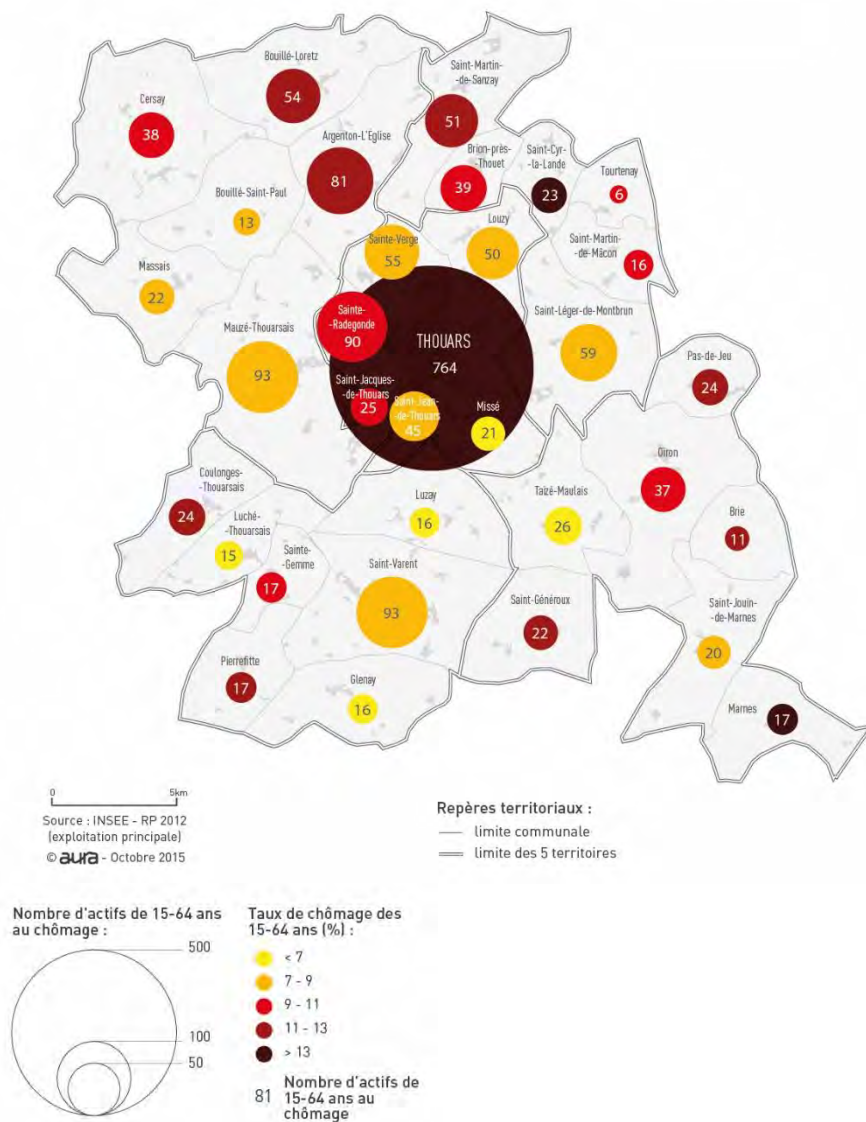 Bouillé-Loretz
54
Saint-Martin-
-de-Sanzay
51
Cersay
38
Argenton-L'Église
81
Brion-près-
-Thouet
39
Saint-Cyr-
-la-Lande
23
Tourtenay
6
Bouillé-Saint-Paul
13
Sainte-Verge
55
Louzy
50
Saint-Martin-
-de-Mâcon
16
Massais
22
Mauzé-Thouarsais
93
Sainte-
-Radegonde
90
THOUARS
764
Saint-Léger-de-Montbrun
59
Pas-de-Jeu
24
Saint-Jacques-
-de-Thouars
25
Saint-Jean-
-de-Thouars
45
Missé
21
Oiron
37
Coulonges-
-Thouarsais
24
Luché-
-Thouarsais
15
Luzay
16
Taizé-Maulais
26
Brie
11
Sainte-
-Gemme
17
Saint-Varent
93
Saint-Généroux
22
Saint-Jouin-
-de-Marnes
20
Pierrefitte
17
Glenay
16
Marnes
17
0 5km
Source : INSEE - RP 2012
(exploitation principale)
© aura - Octobre 2015
Repères territoriaux :
limite communale
limite des 5 territoires
Nombre d'actifs de 15-64 ans
au chômage :
500
100
50
Taux de chômage des
15-64 ans (%) :
< 7
7 - 9
9 - 11
11 - 13
> 13
81 Nombre d'actifs de
15-64 ans au
chômage